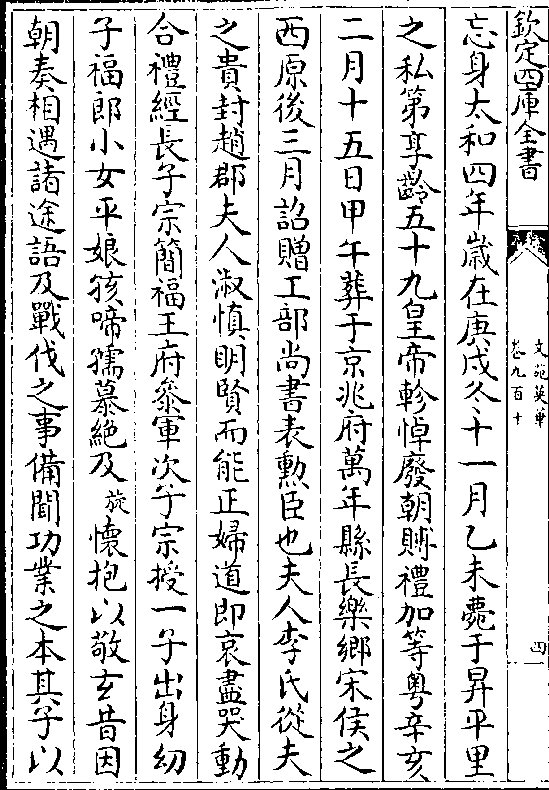 欽定四庫全書
文苑英華
卷九百十
四
忘身太和四年歲在庚戌冬十一月乙未薨于昇平里
之私第享齡五十九皇帝軫悼廢朝賻禮加等粤辛亥
二月十五日甲午葬于京兆府萬年縣長樂鄉宋侯之
西原後三月詔贈工部尚書表勲臣也夫人李氏從夫
之貴封趙郡夫人淑慎明賢而能正婦道即哀盡哭動
合禮經長子宗簡福王府參軍次子宗授一子出身幼
子福郎小女平娘孩啼孺慕絶及旋懷抱以敬玄昔因
朝奏相遇諸途語及戰伐之事備聞功業之本其子以